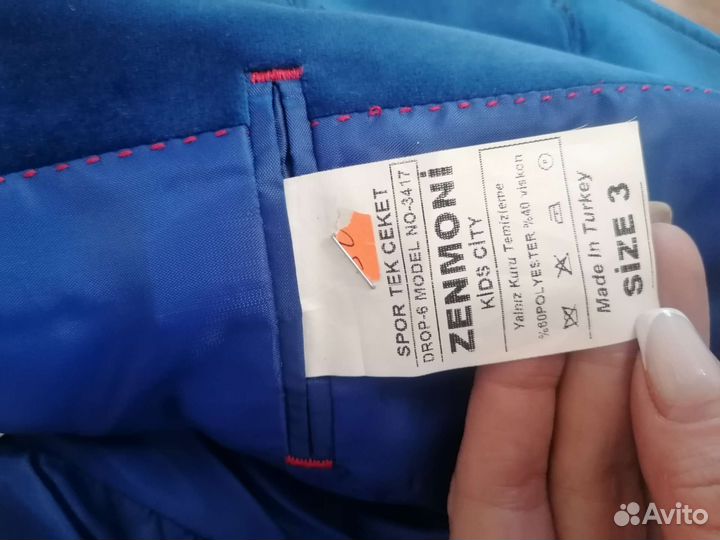 SPOR TEK CEKET
DROP-6 MODEL NO-3417
ZENMONİ
KİDS CİTY
Yalnız Kuru Temizleme
%60POLYESTER %40 viskon
P
Made In Turkey
SİZE 3
Avito